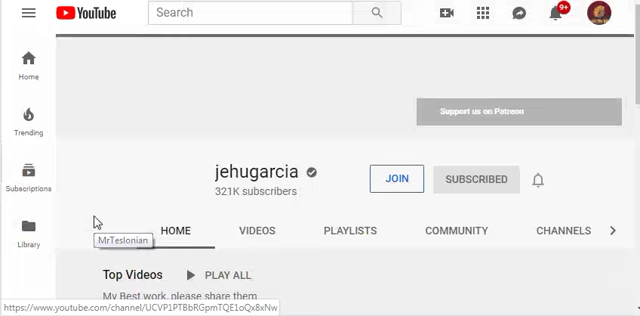 YouTube
Search
9+
Home
Trending
Subscriptions
Library
Support us on Patreon
jehugarcia
321K subscribers
JOIN
SUBSCRIBED
MrTeslonian
HOME
VIDEOS
PLAYLISTS
COMMUNITY
CHANNELS
Top Videos
PLAY ALL
My Best work, please share them
https://www.youtube.com/channel/UCVP1PTBbRGpmTQE1oQx8xNw